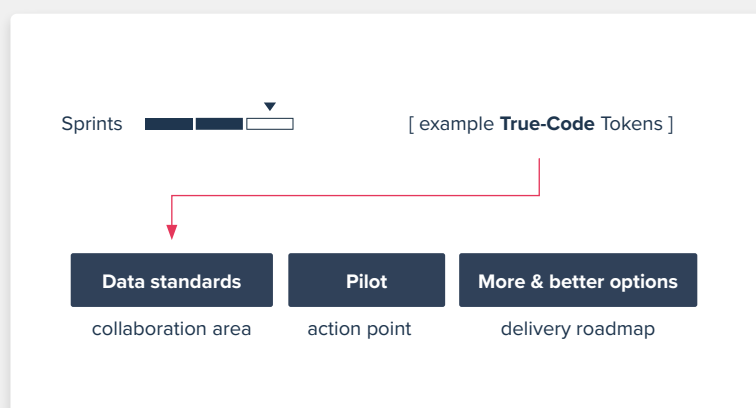 Sprints
[ example True-Code Tokens ]
Data standards
Pilot
More & better options
collaboration area
action point
delivery roadmap